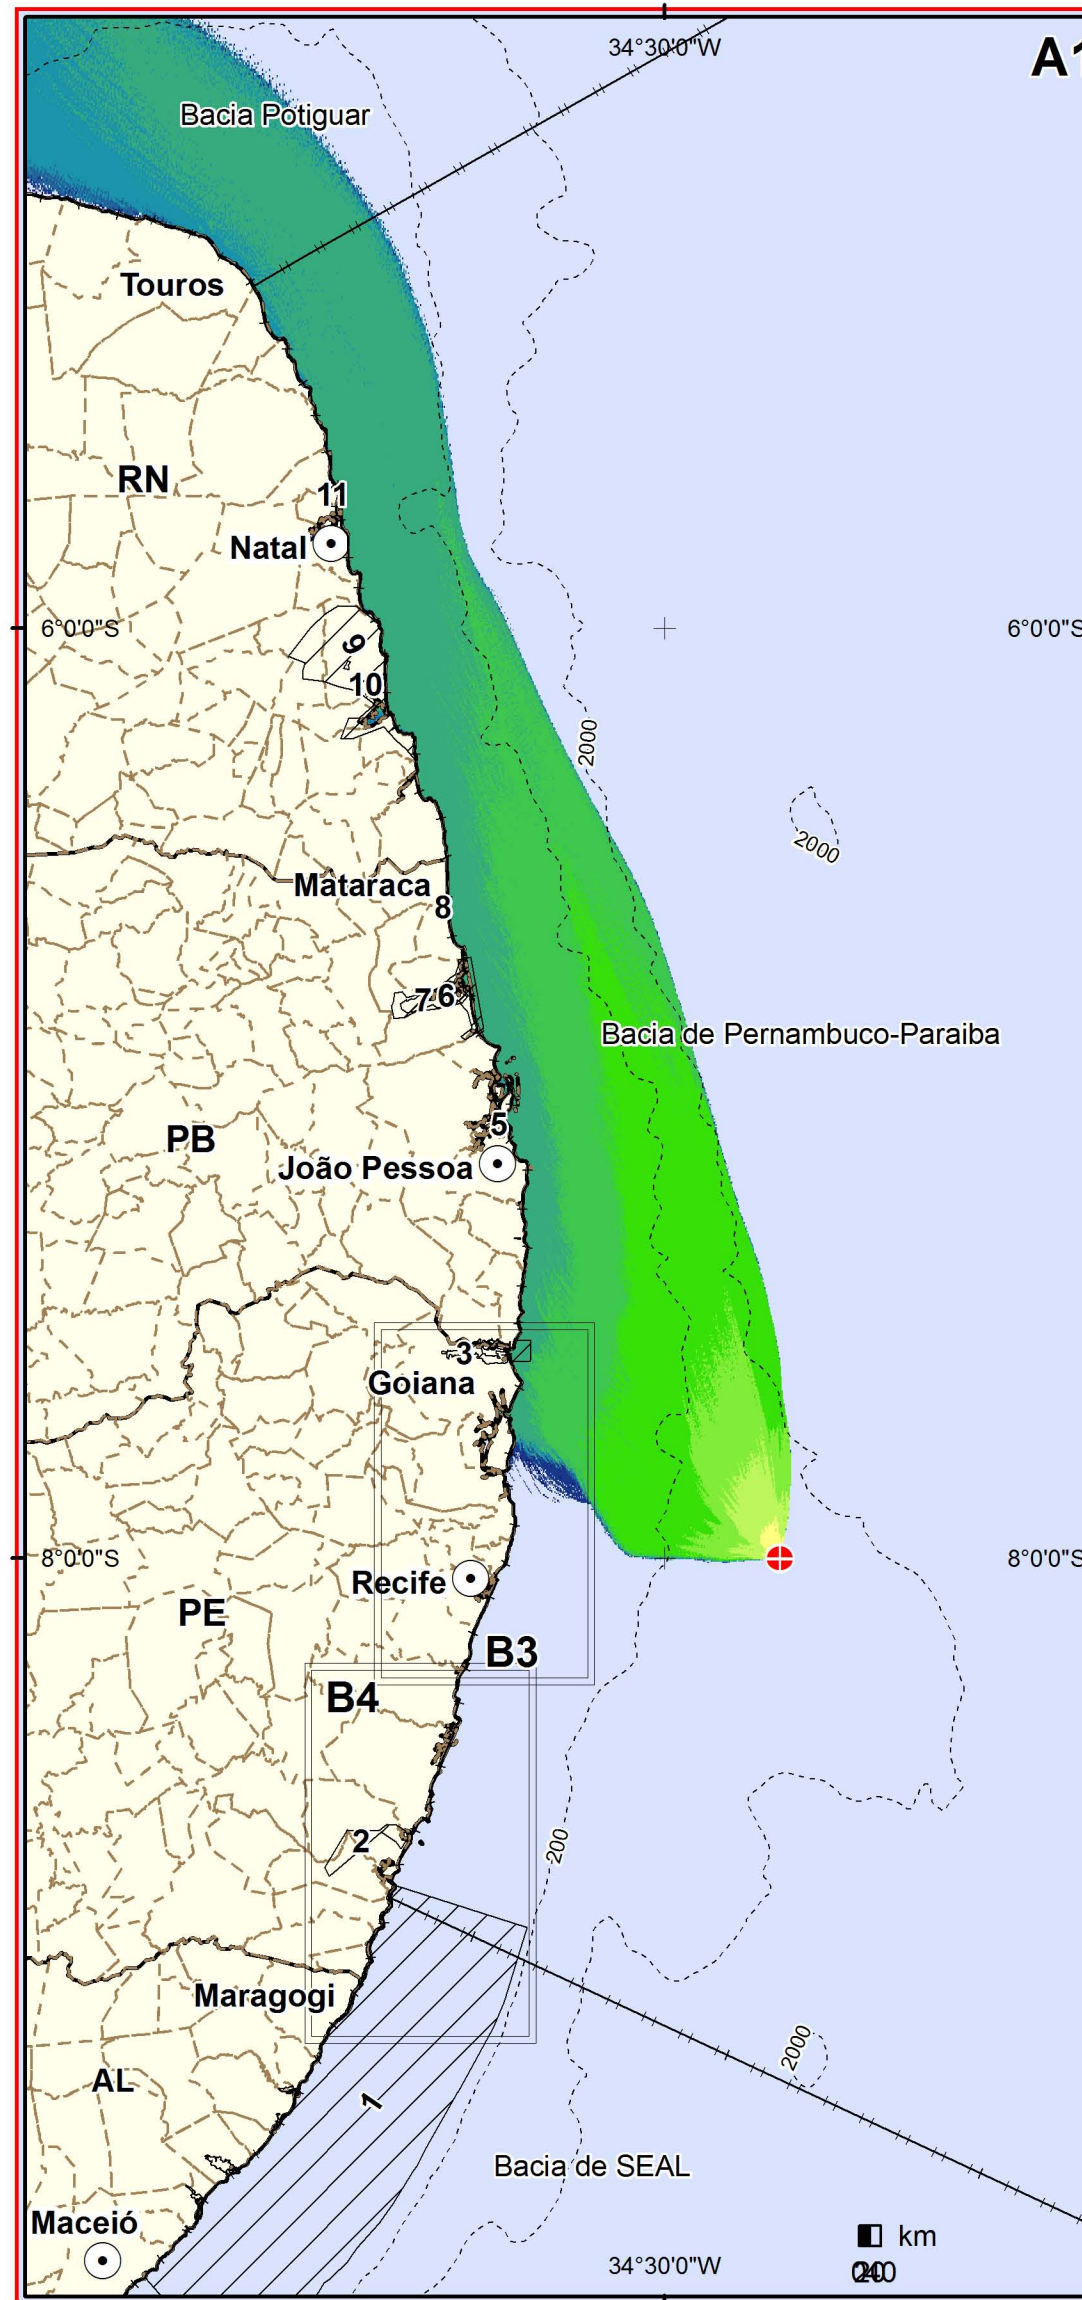 34°30'0"W
A1
Bacia Potiguar
Touros
RN
11
Natal
6°0'0"S
6°0'0"S
9
10
2000
2000
Mataraca
8
7
6
Bacia de Pernambuco-Paraiba
5
PB
João Pessoa
3
Goiana
8°0'0"S
8°0'0"S
Recife
PE
B3
B4
2
200
Maragogi
2000
AL
1
Bacia de SEAL
Maceió
km
34°30'0"W